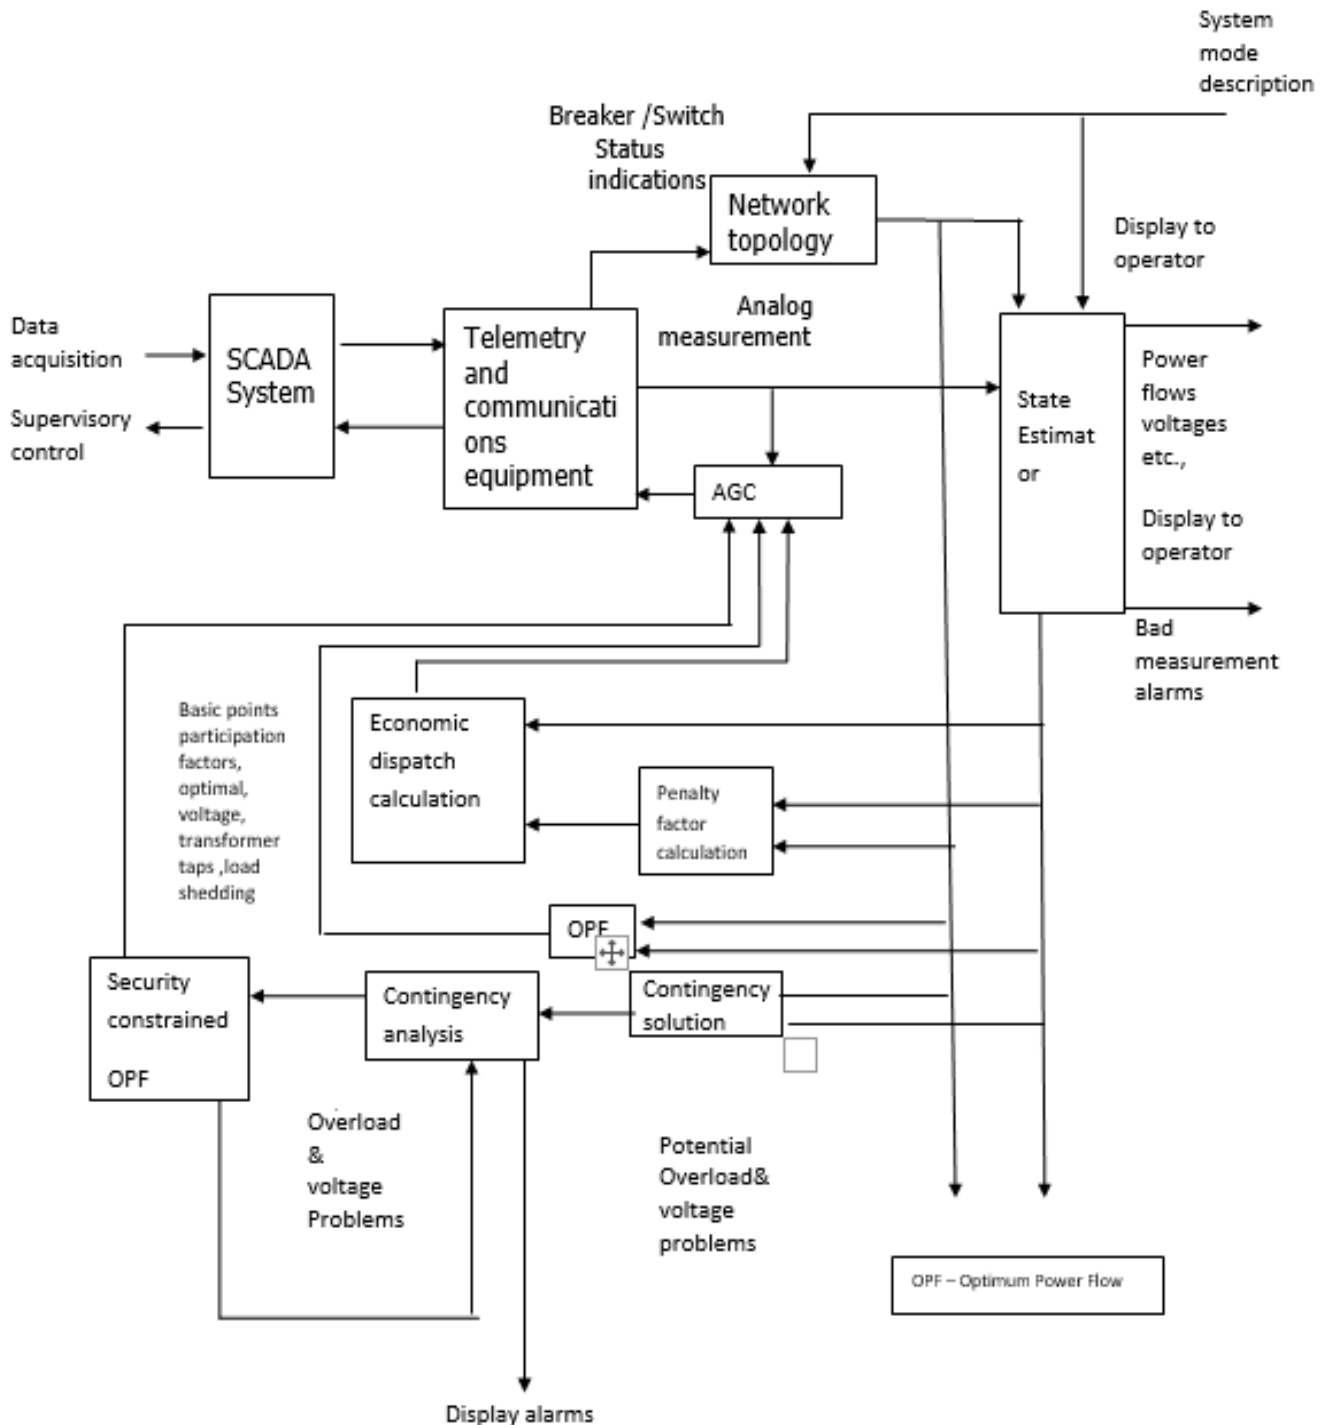 System
mode
description
Breaker /Switch
Status
indications
Network
topology
Display to
operator
Data
acquisition
Supervisory
control
SCADA
System
Telemetry
and
communicati
ons
equipment
Analog
measurement
AGC
State
Estimat
or
Power
flows
voltages
etc.,
Display to
operator
Bad
measurement
alarms
Basic points
participation
factors,
optimal,
voltage,
transformer
taps ,load
shedding
Economic
dispatch
calculation
Penalty
factor
calculation
OPF
Security
constrained
OPF
Contingency
analysis
Contingency
solution
Overload
&
voltage
Problems
Potential
Overload&
voltage
problems
OPF – Optimum Power Flow
Display alarms